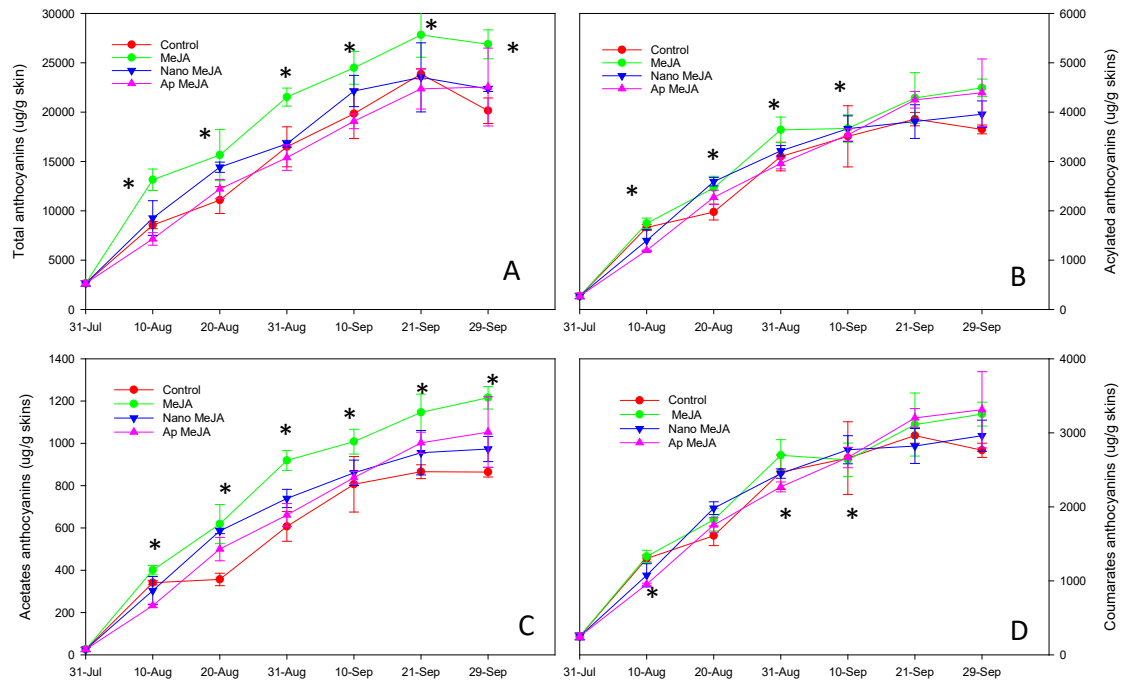 Total anthocyanins (ug/g skin)
30000
25000
20000
15000
10000
5000
0
Control
MeJA
Nano MeJA
Ap MeJA
*
*
*
*
*
*
A
31-Jul 10-Aug 20-Aug 31-Aug 10-Sep 21-Sep 29-Sep
Control
MeJA
Nano MeJA
Ap MeJA
*
*
*
*
B
6000
5000
4000
3000
2000
1000
0
Acylated anthocyanins (ug/g skins)
31-Jul 10-Aug 20-Aug 31-Aug 10-Sep 21-Sep 29-Sep
Acetates anthocyanins (ug/g skins)
1400
1200
1000
800
600
400
200
0
Control
MeJA
Nano MeJA
Ap MeJA
*
*
*
*
*
*
C
31-Jul 10-Aug 20-Aug 31-Aug 10-Sep 21-Sep 29-Sep
Control
MeJA
Nano MeJA
Ap MeJA
*
*
*
D
4000
3000
2000
1000
0
Coumarates anthocyanins (ug/g skins)
31-Jul 10-Aug 20-Aug 31-Aug 10-Sep 21-Sep 29-Sep